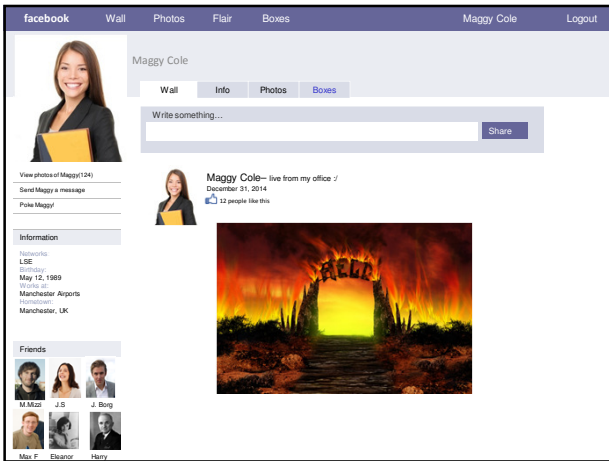 facebook Wall Photos Flair Boxes Maggy Cole Logout
Maggy Cole
Wall Info Photos Boxes
Write something…
Share
View photos of Maggy(124)
Send Maggy a message
Poke Maggy!
Maggy Cole– live from my office :/
December 31, 2014
12 people like this
HELL
Information
Networks:
LSE
Birthday:
May 12, 1989
Works at:
Manchester Airports
Hometown:
Manchester, UK
Friends
M.Mizzi J.S J. Borg
Max F Eleanor Harry